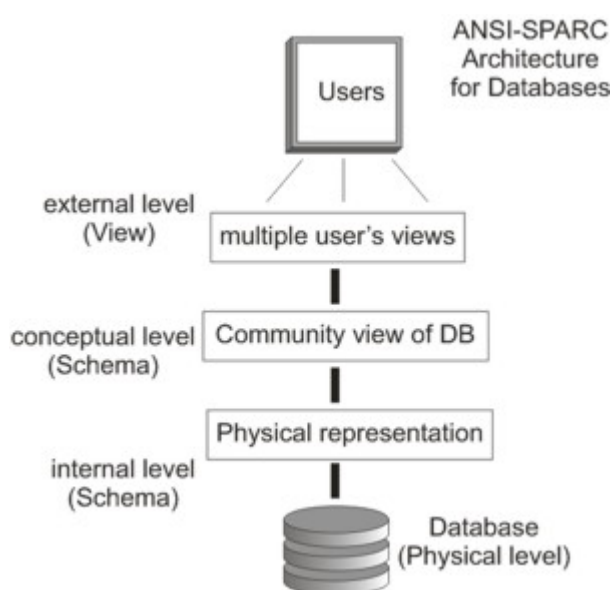 ANSI-SPARC
Architecture
for Databases
Users
external level
(View)
multiple user's views
conceptual level
(Schema)
Community view of DB
Physical representation
internal level
(Schema)
Database
(Physical level)